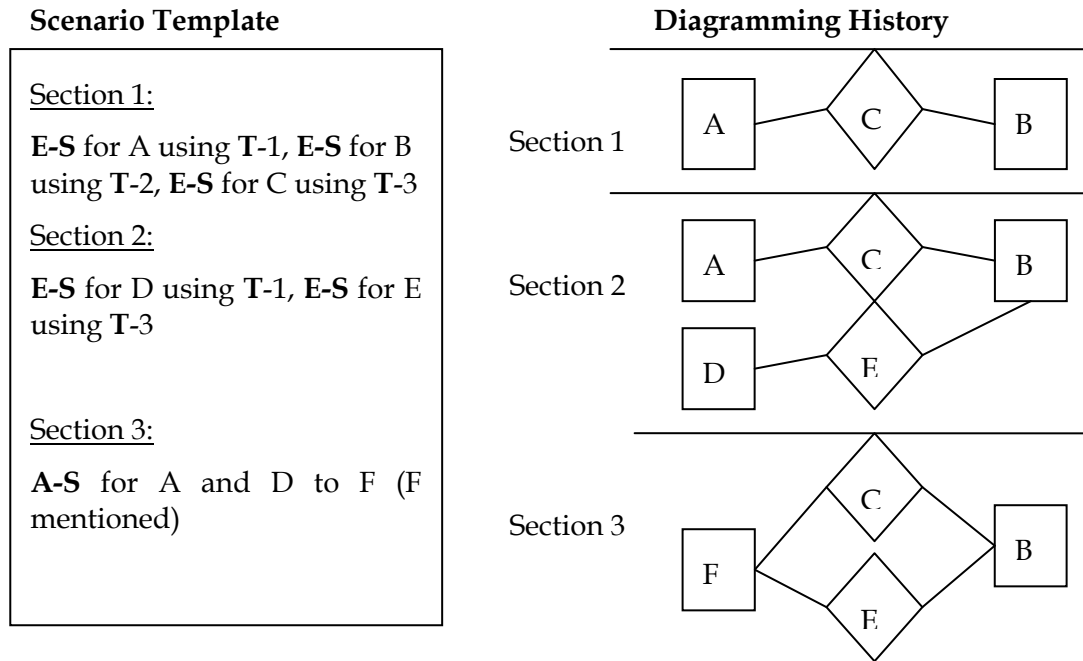 Scenario Template
Section 1:
E-S for A using T-1, E-S for B
using T-2, E-S for C using T-3
Section 2:
E-S for D using T-1, E-S for E
using T-3
Section 3:
A-S for A and D to F (F
mentioned)
Diagramming History
Section 1
A
C
B
Section 2
A
C
B
D
E
Section 3
C
F
B
E